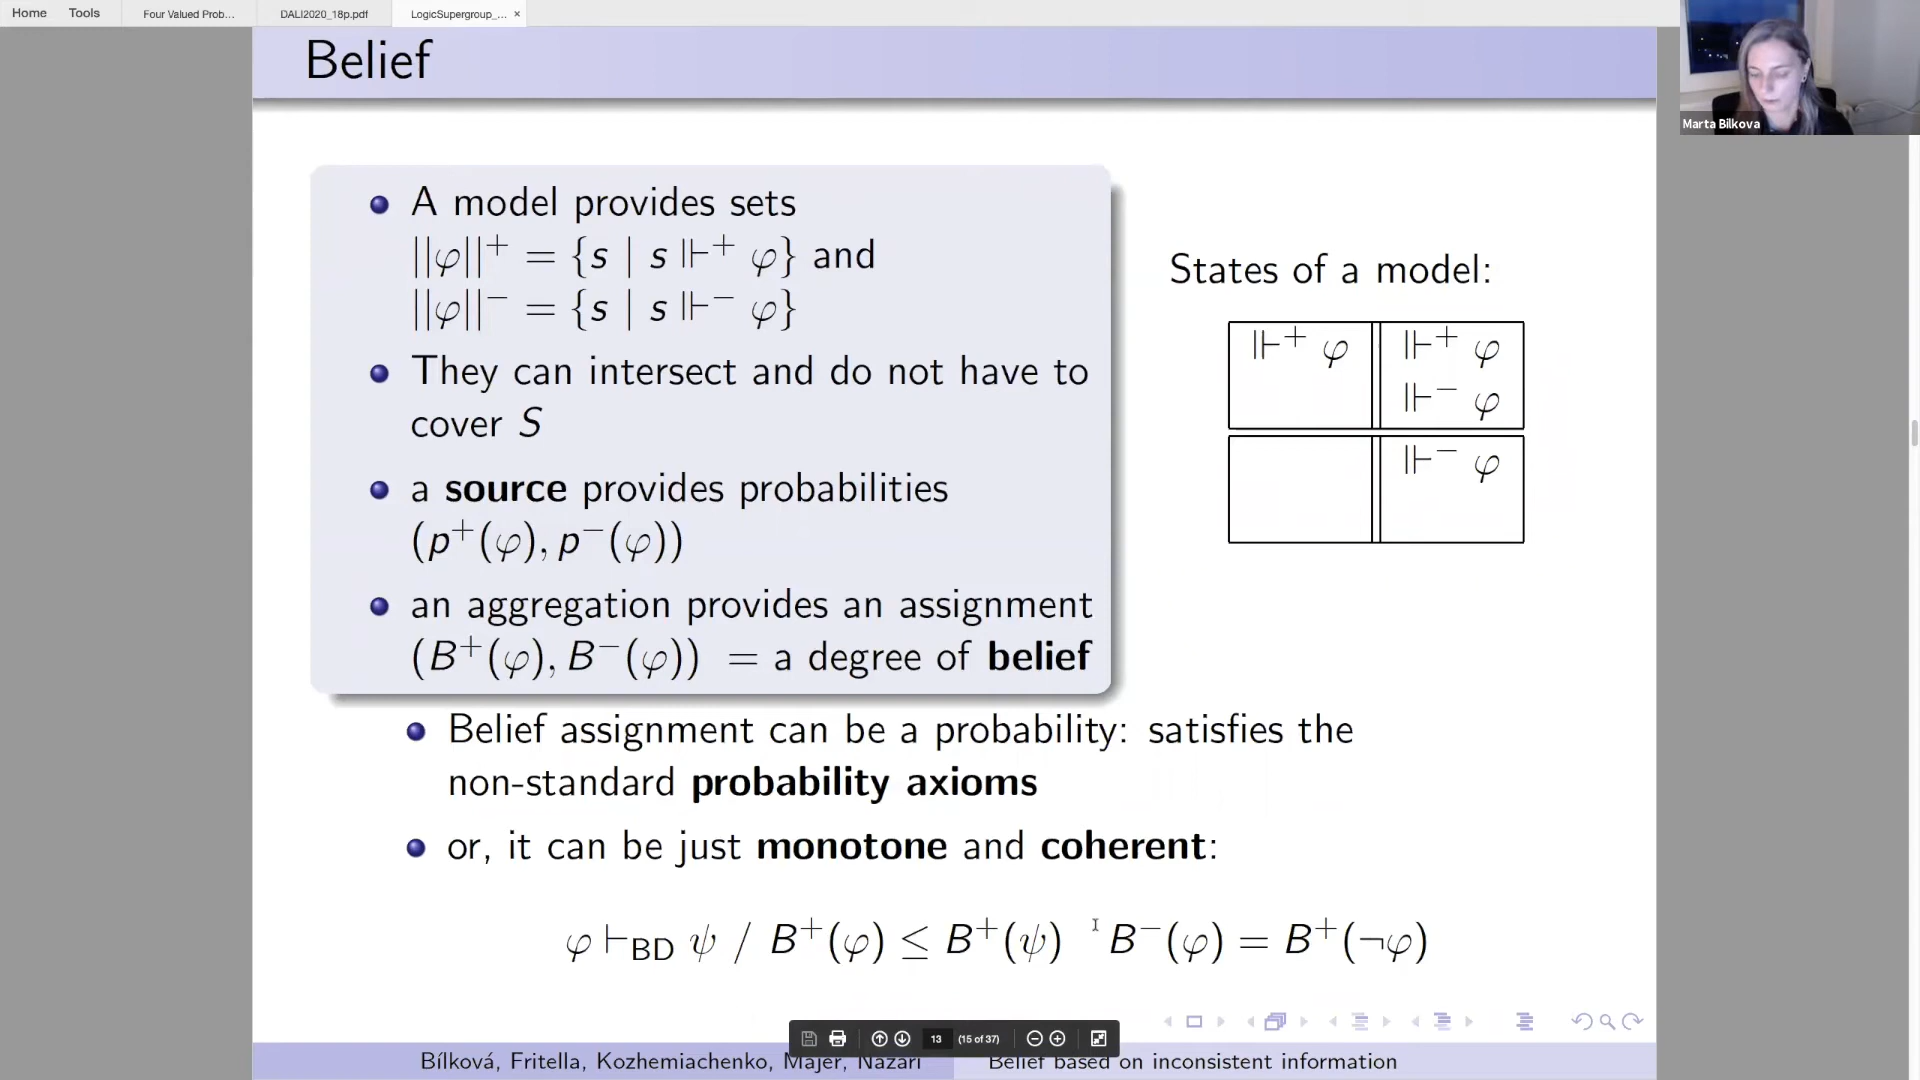 Home Tools Four Valued Prob... DALI2020_18p.pdf LogicSupergroup_... ×
Belief
Marta Bilkova
• A model provides sets
||φ||⁺ = {s | s ⊩⁺ φ} and
||φ||⁻ = {s | s ⊩⁻ φ}
• They can intersect and do not have to
cover S
• a source provides probabilities
(p⁺(φ), p⁻(φ))
• an aggregation provides an assignment
(B⁺(φ), B⁻(φ)) = a degree of belief
States of a model:
⊩⁺ φ ⊩⁺ φ
⊩⁻ φ
⊩⁻ φ
• Belief assignment can be a probability: satisfies the
non-standard probability axioms
• or, it can be just monotone and coherent:
φ ⊢BD ψ / B⁺(φ) ≤ B⁺(ψ) B⁻(φ) = B⁺(¬φ)
13 (15 of 37)
Bílková, Fritella, Kozhemiachenko, Majer, Nazari Belief based on inconsistent information